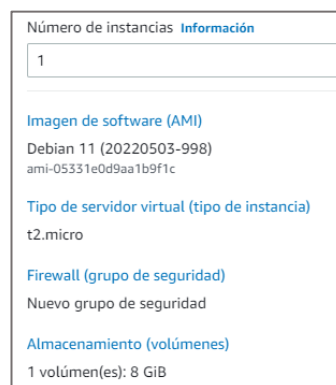 Número de instancias Información
1
Imagen de software (AMI)
Debian 11 (20220503-998)
ami-05331e0d9aa1b9f1c
Tipo de servidor virtual (tipo de instancia)
t2.micro
Firewall (grupo de seguridad)
Nuevo grupo de seguridad
Almacenamiento (volúmenes)
1 volúmen(es): 8 GiB